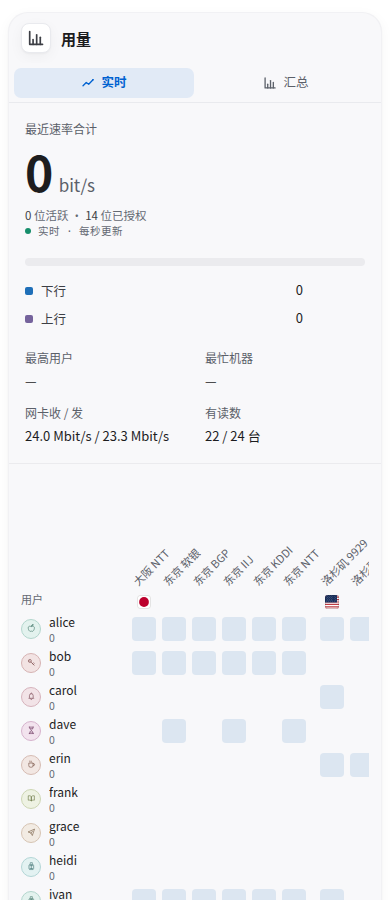 用量
实时
汇总
最近速率合计
0 bit/s
0 位活跃 · 14 位已授权
实时 · 每秒更新
下行 0
上行 0
最高用户 最忙机器
— —
网卡收 / 发 有读数
24.0 Mbit/s / 23.3 Mbit/s 22 / 24 台
大阪 NTT
东京 软银
东京 BGP
东京 IIJ
东京 KDDI
东京 NTT
洛杉矶 9929
用户
alice
0
bob
0
carol
0
dave
0
erin
0
frank
0
grace
0
heidi
0
ivan